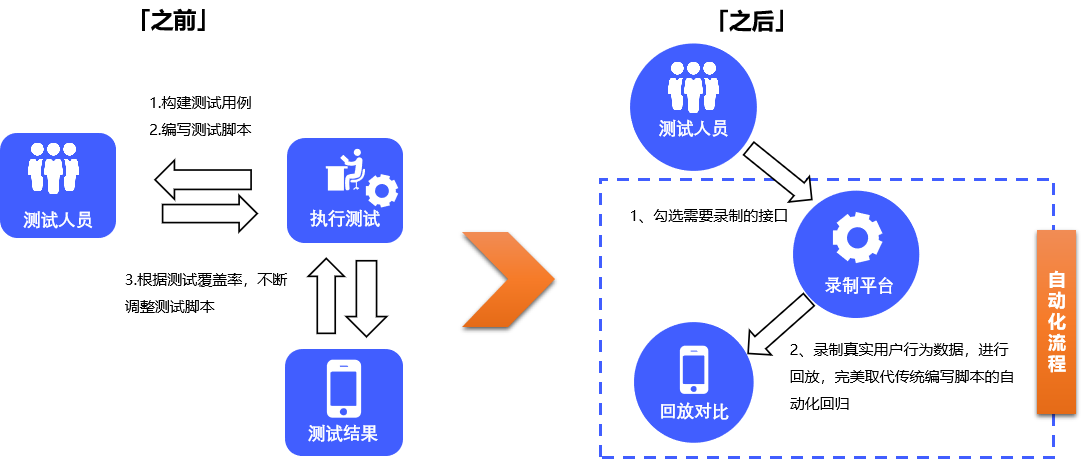 「之前」
1.构建测试用例
2.编写测试脚本
测试人员
执行测试
3.根据测试覆盖率，不断
调整测试脚本
测试结果
「之后」
测试人员
1、勾选需要录制的接口
录制平台
2、录制真实用户行为数据，进行
回放，完美取代传统编写脚本的自
动化回归
回放对比
自动化流程